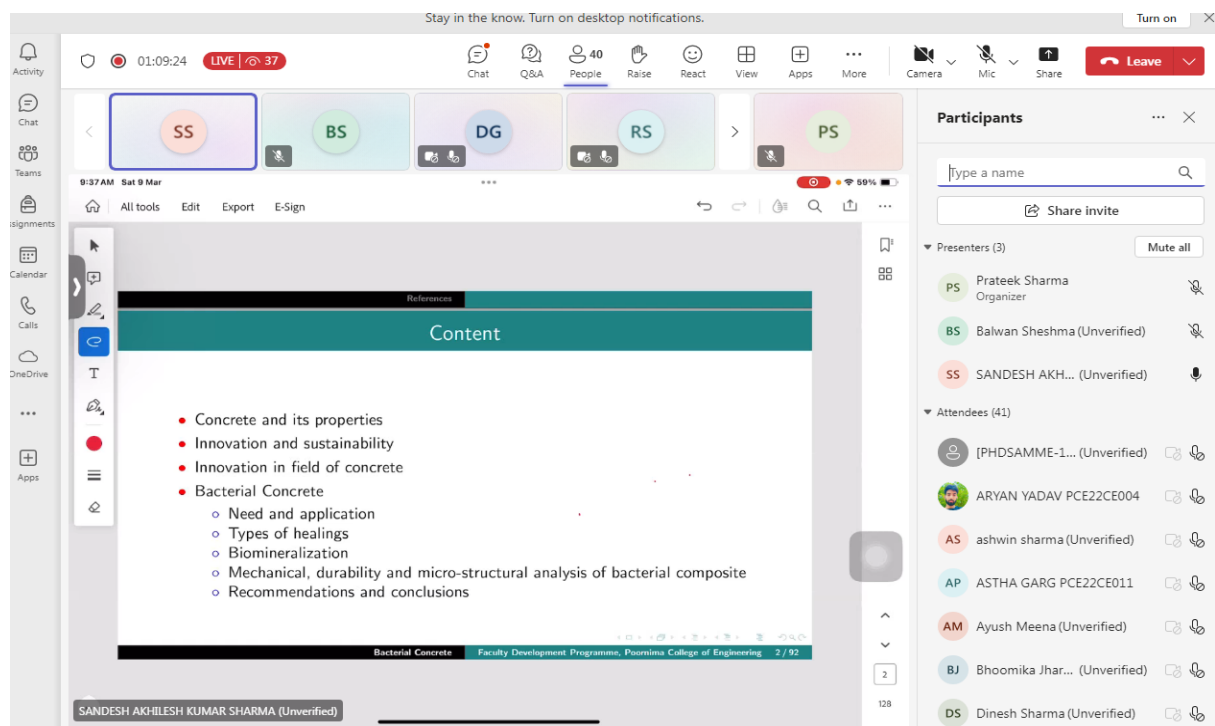 Stay in the know. Turn on desktop notifications.
Turn on
Activity
Chat
Teams
ssignments
Calendar
Calls
OneDrive
Apps
01:09:24
LIVE
37
Chat
Q&A
40
People
Raise
React
View
Apps
More
Camera
Mic
Share
Leave
SS
BS
DG
RS
PS
9:37 AM Sat 9 Mar
59%
All tools
Edit
Export
E-Sign
References
Content
Concrete and its properties
Innovation and sustainability
Innovation in field of concrete
Bacterial Concrete
Need and application
Types of healings
Biomineralization
Mechanical, durability and micro-structural analysis of bacterial composite
Recommendations and conclusions
Bacterial Concrete
Faculty Development Programme, Poornima College of Engineering 2 / 92
T
2
128
SANDESH AKHILESH KUMAR SHARMA (Unverified)
Participants
Type a name
Share invite
Presenters (3)
Mute all
PS
Prateek Sharma
Organizer
BS
Balwan Sheshma (Unverified)
SS
SANDESH AKH... (Unverified)
Attendees (41)
[PHDSAMME-1... (Unverified)
ARYAN YADAV PCE22CE004
AS
ashwin sharma (Unverified)
AP
ASTHA GARG PCE22CE011
AM
Ayush Meena (Unverified)
BJ
Bhoomika Jhar... (Unverified)
DS
Dinesh Sharma (Unverified)